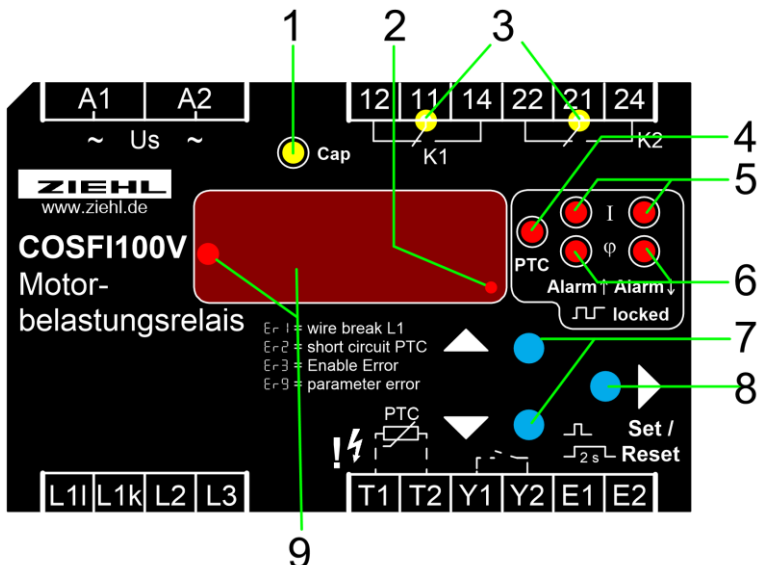 1 2 3
A1 A2 12 11 14 22 21 24
~ Us ~
Cap
K1
K2
4
5
6
7
8
ZIEHL
www.ziehl.de
COSFI100V
Motor-
belastungsrelais
I
φ
PTC
Alarm↑ Alarm↓
locked
Er1 = wire break L1
Er2 = short circuit PTC
Er3 = Enable Error
Er9 = parameter error
PTC
!
Set /
2 s Reset
L1l L1k L2 L3 T1 T2 Y1 Y2 E1 E2
9